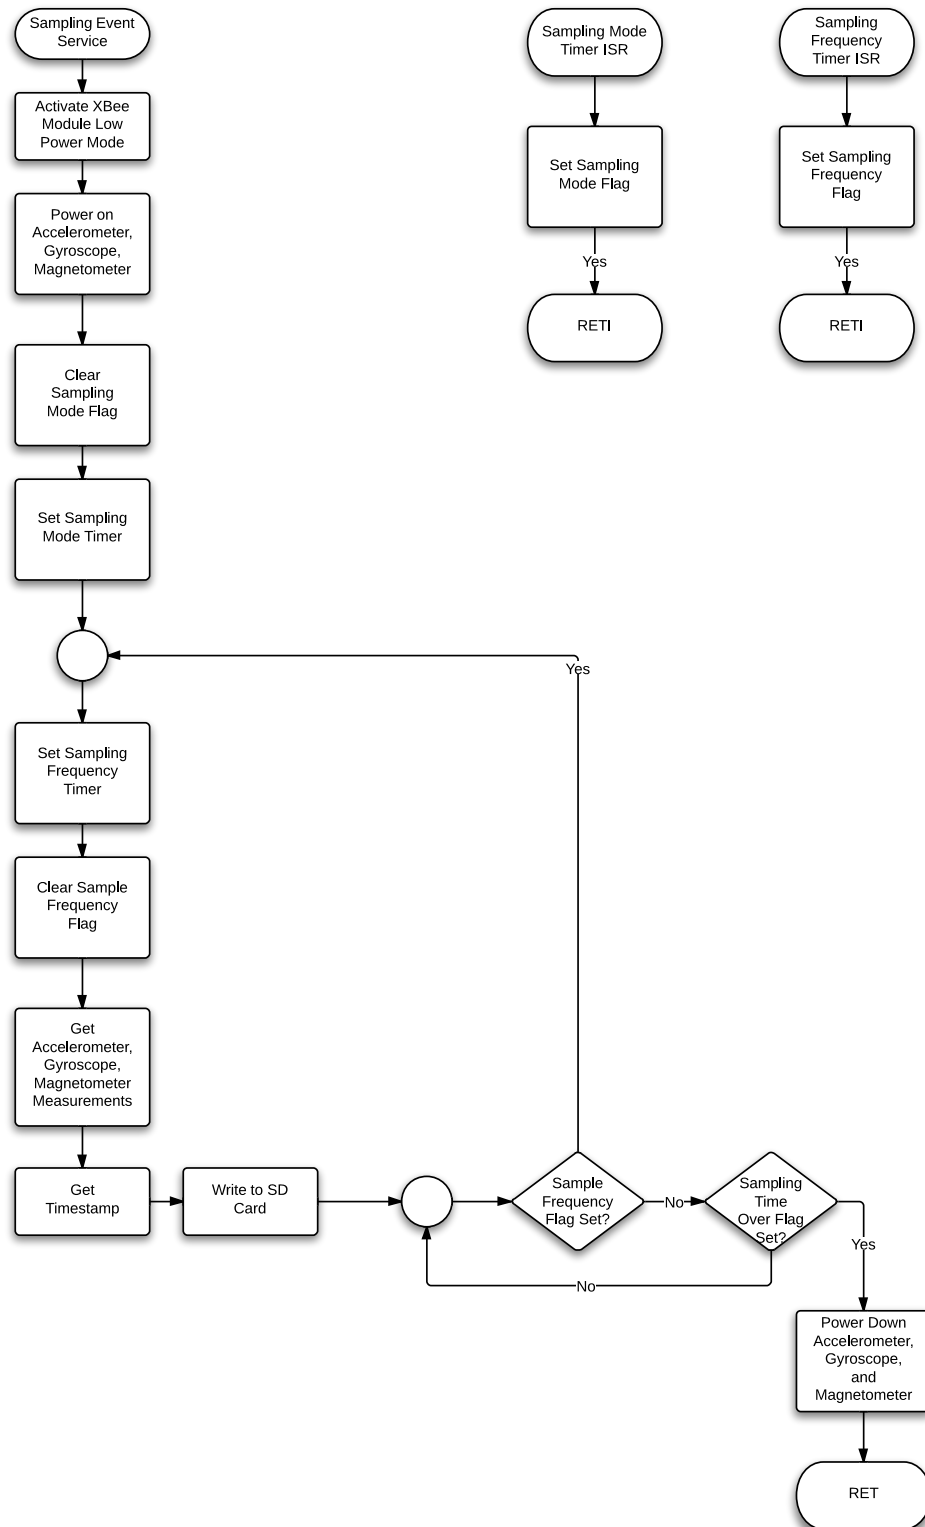 Sampling Event
Service
Activate XBee
Module Low
Power Mode
Power on
Accelerometer,
Gyroscope,
Magnetometer
Clear
Sampling
Mode Flag
Set Sampling
Mode Timer
Set Sampling
Frequency
Timer
Clear Sample
Frequency
Flag
Get
Accelerometer,
Gyroscope,
Magnetometer
Measurements
Get
Timestamp
Write to SD
Card
Sample
Frequency
Flag Set?
Yes
No
Sampling
Time
Over Flag
Set?
No
Yes
Power Down
Accelerometer,
Gyroscope,
and
Magnetometer
RET
Sampling Mode
Timer ISR
Set Sampling
Mode Flag
Yes
RETI
Sampling
Frequency
Timer ISR
Set Sampling
Frequency
Flag
Yes
RETI